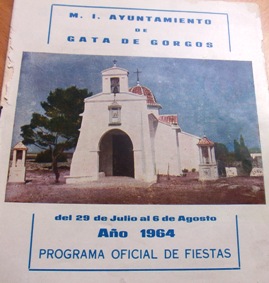 M. I. AYUNTAMIENTO
DE
GATA DE GORGOS
del 29 de Julio al 6 de Agosto
Año 1964
PROGRAMA OFICIAL DE FIESTAS